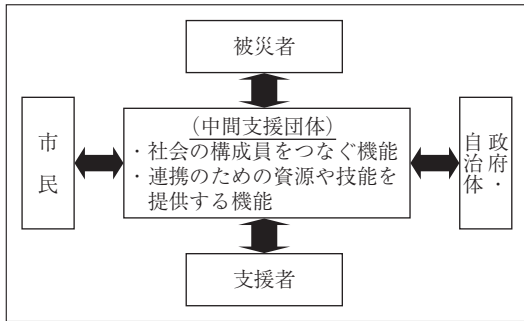 被災者
市民
(中間支援団体)
・社会の構成員をつなぐ機能
・連携のための資源や技能を
提供する機能
政府・
自治体
支援者